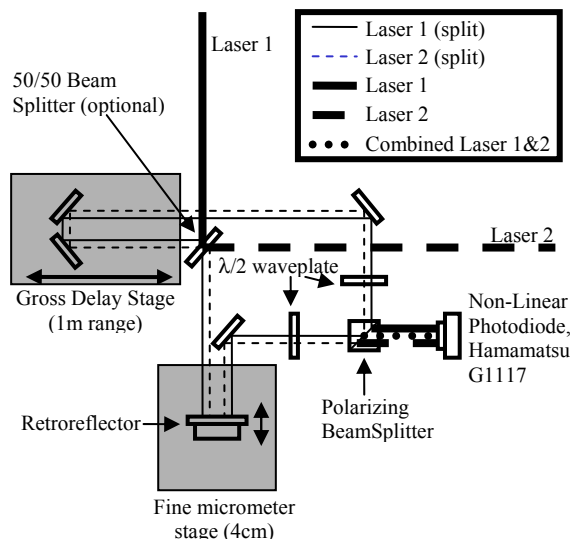 Laser 1
Laser 1 (split)
Laser 2 (split)
Laser 1
Laser 2
Combined Laser 1&2
50/50 Beam
Splitter (optional)
Laser 2
λ/2 waveplate
Gross Delay Stage
(1m range)
Non-Linear
Photodiode,
Hamamatsu
G1117
Retroreflector
Polarizing
BeamSplitter
Fine micrometer
stage (4cm)